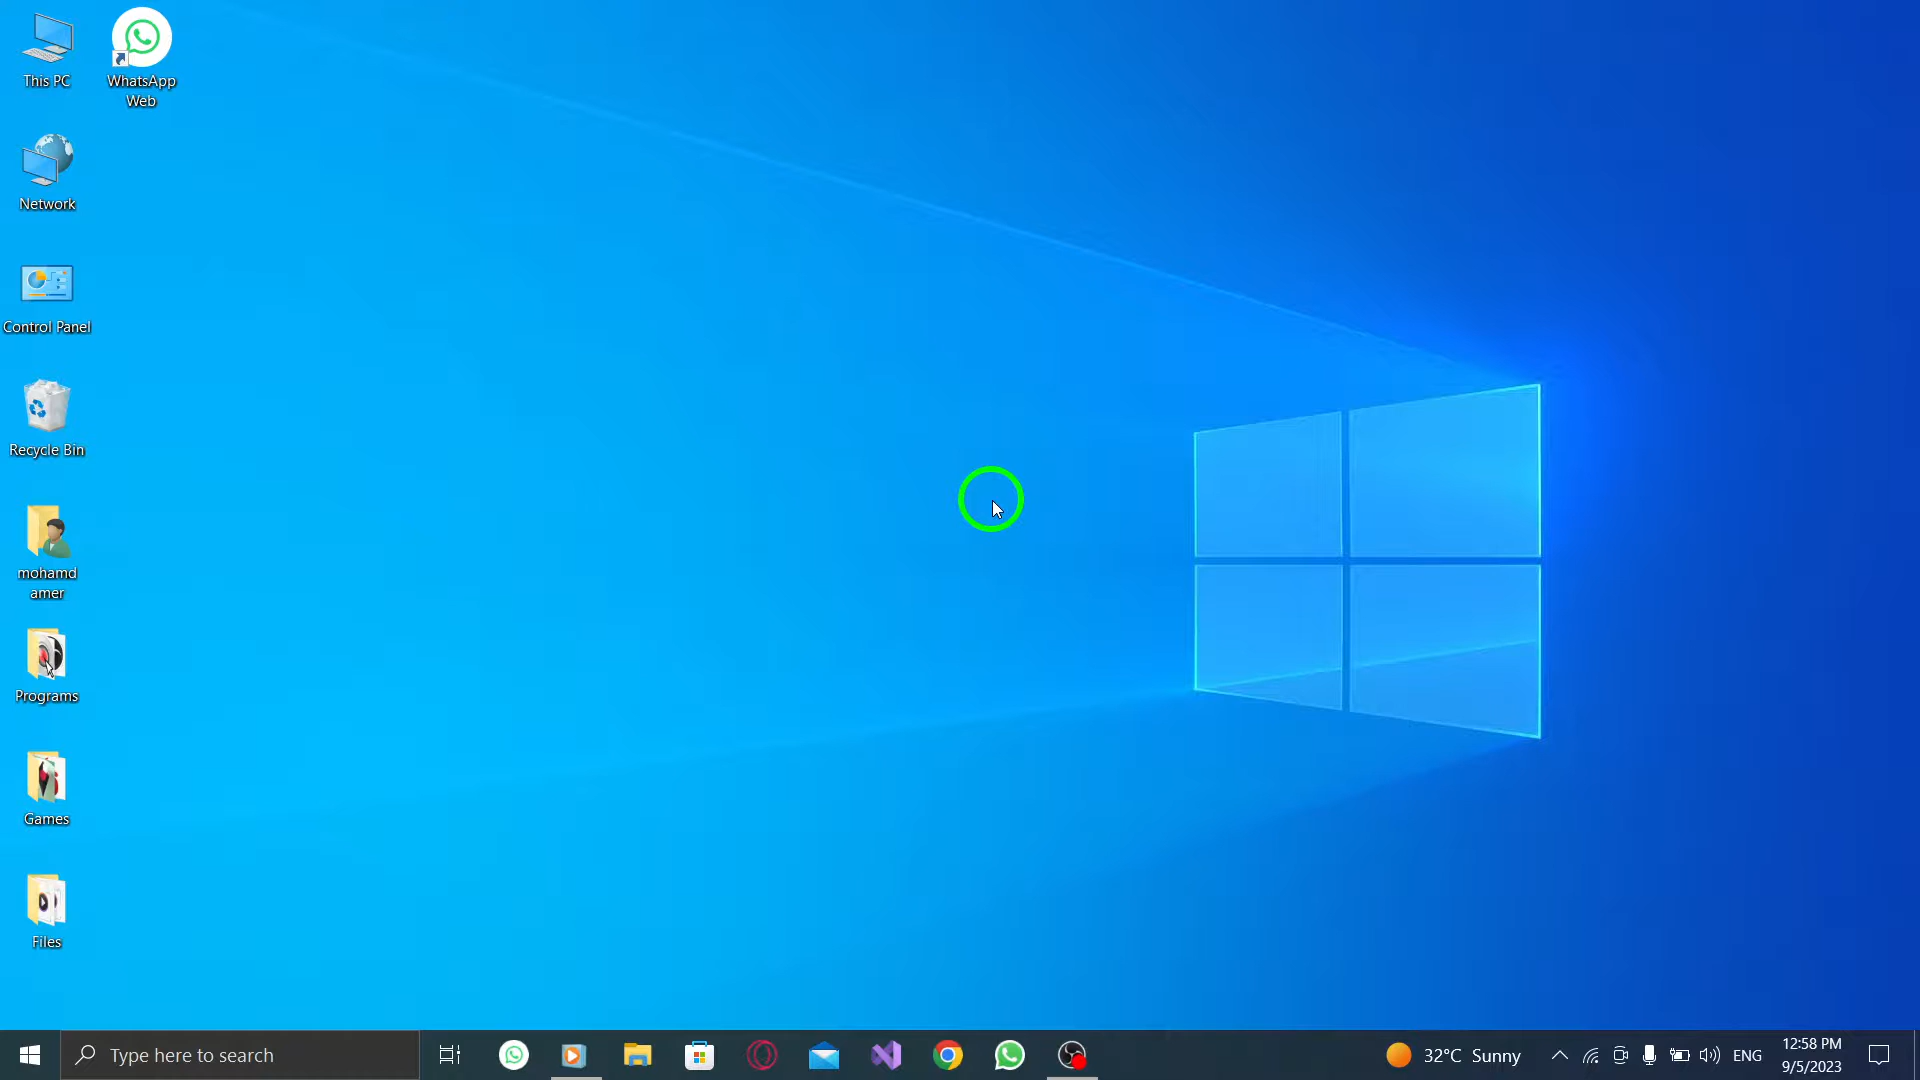 This PC
WhatsApp
Web
Network
Control Panel
Recycle Bin
mohamd
amer
Programs
Games
Files
Type here to search
32°C Sunny
ENG
12:58 PM
9/5/2023